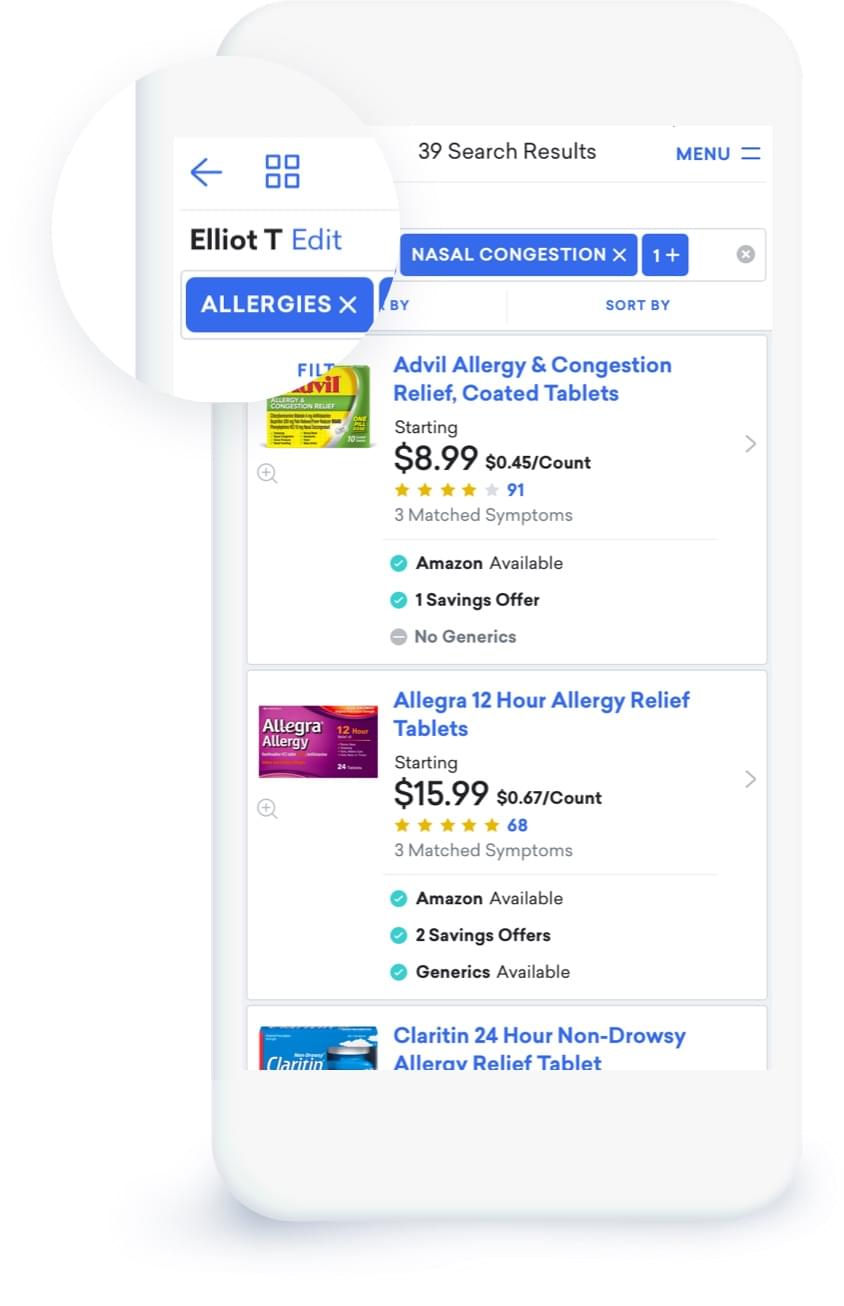 39 Search Results
MENU
Elliot T Edit
ALLERGIES
NASAL CONGESTION
1 +
FILT
BY
SORT BY
Advil
ALLERGY &
CONGESTION RELIEF
ONE
PILL
10
Advil Allergy & Congestion
Relief, Coated Tablets
Starting
$8.99 $0.45/Count
91
3 Matched Symptoms
Amazon Available
1 Savings Offer
No Generics
Allegra
Allergy
12 Hour
24 Tablets
Allegra 12 Hour Allergy Relief
Tablets
Starting
$15.99 $0.67/Count
68
3 Matched Symptoms
Amazon Available
2 Savings Offers
Generics Available
Non-Drowsy
Claritin
Claritin 24 Hour Non-Drowsy
Allergy Relief Tablet